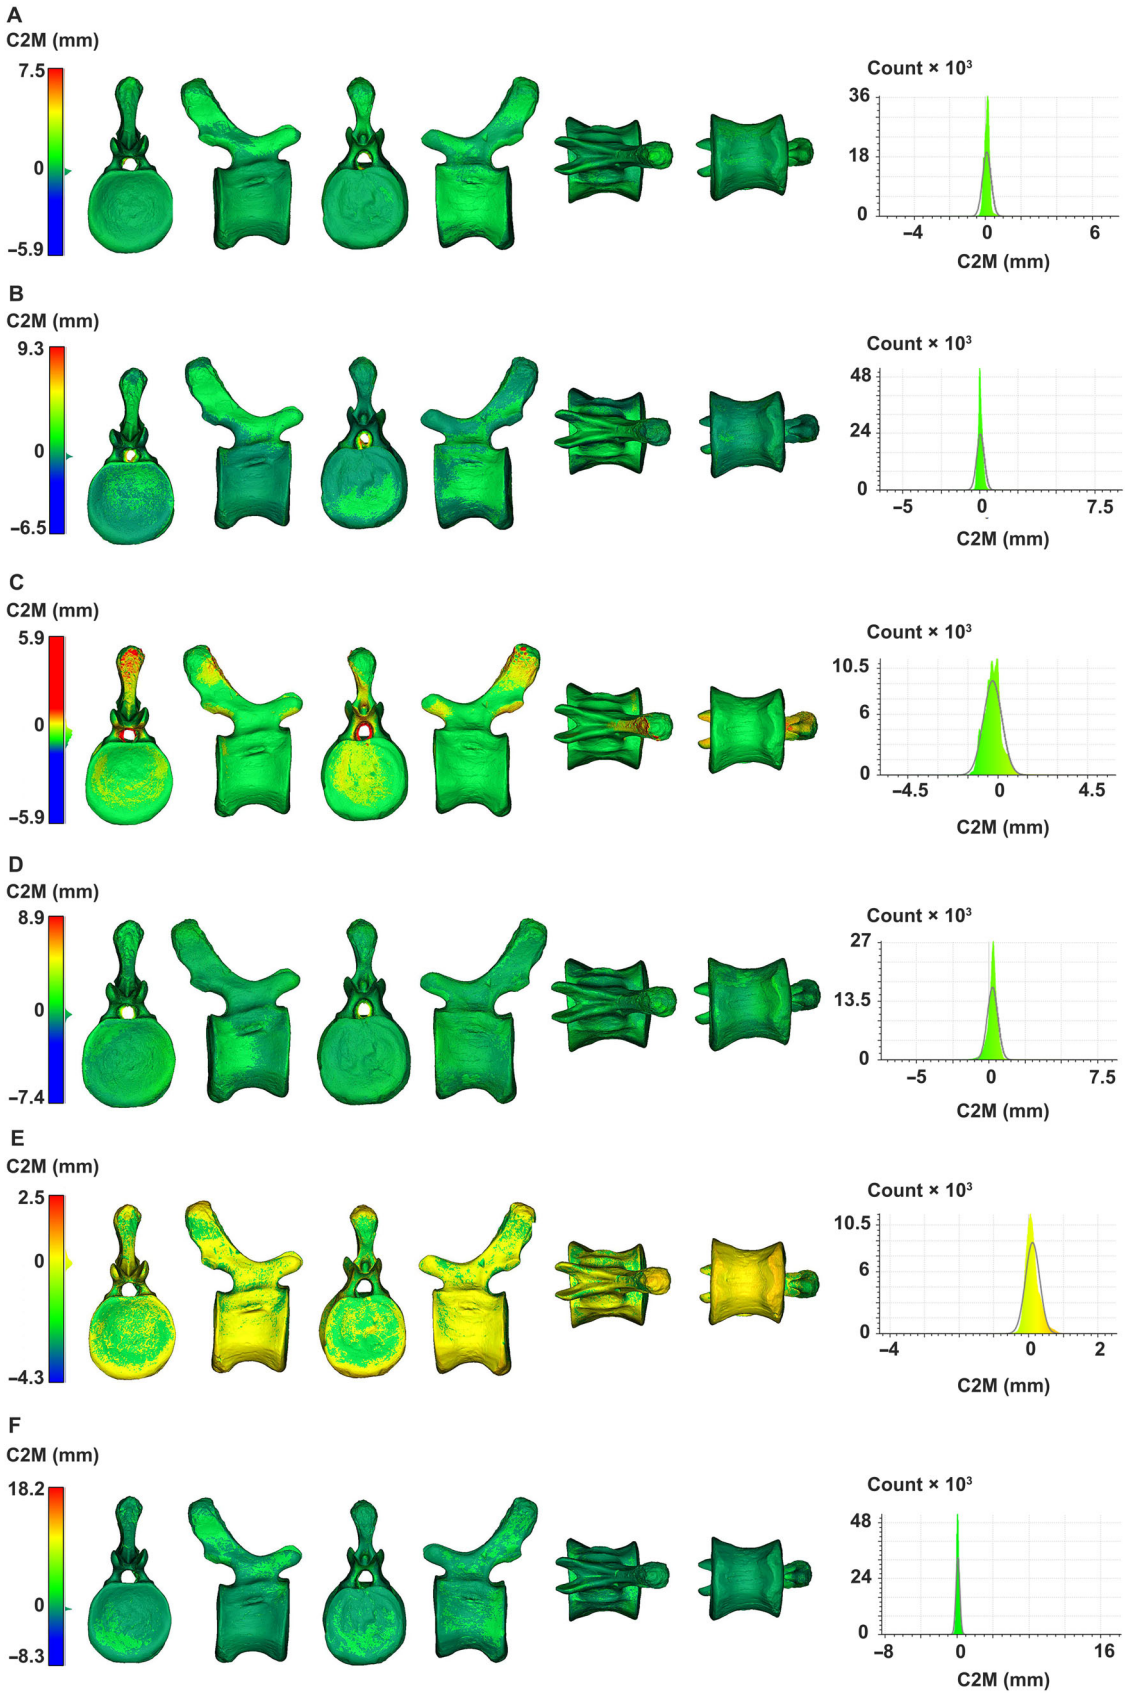 A
C2M (mm)
7.5
0
−5.9
Count × 10³
36
18
0
−4 0 6
C2M (mm)
B
C2M (mm)
9.3
0
−6.5
Count × 10³
48
24
0
−5 0 7.5
C2M (mm)
C
C2M (mm)
5.9
0
−5.9
Count × 10³
10.5
6
0
−4.5 0 4.5
C2M (mm)
D
C2M (mm)
8.9
0
−7.4
Count × 10³
27
13.5
0
−5 0 7.5
C2M (mm)
E
C2M (mm)
2.5
0
−4.3
Count × 10³
10.5
6
0
−4 0 2
C2M (mm)
F
C2M (mm)
18.2
0
−8.3
Count × 10³
48
24
0
−8 0 16
C2M (mm)